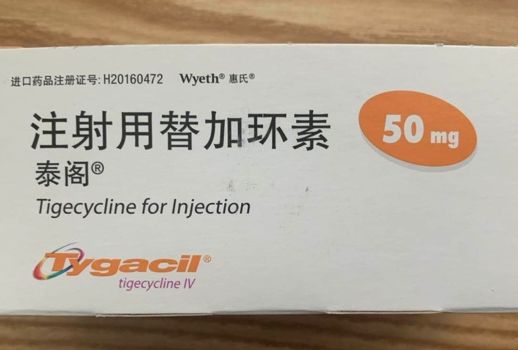 进口药品注册证号: H20160472 Wyeth® 惠氏®
注射用替加环素
50 mg
泰阁®
Tigecycline for Injection
Tygacil®
tigecycline IV